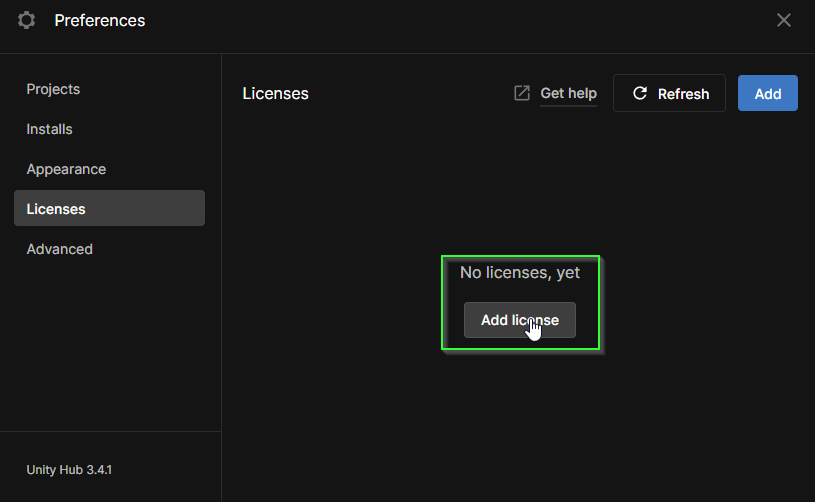 Preferences
Projects
Installs
Appearance
Licenses
Advanced
Unity Hub 3.4.1
Licenses
Get help
Refresh
Add
No licenses, yet
Add license